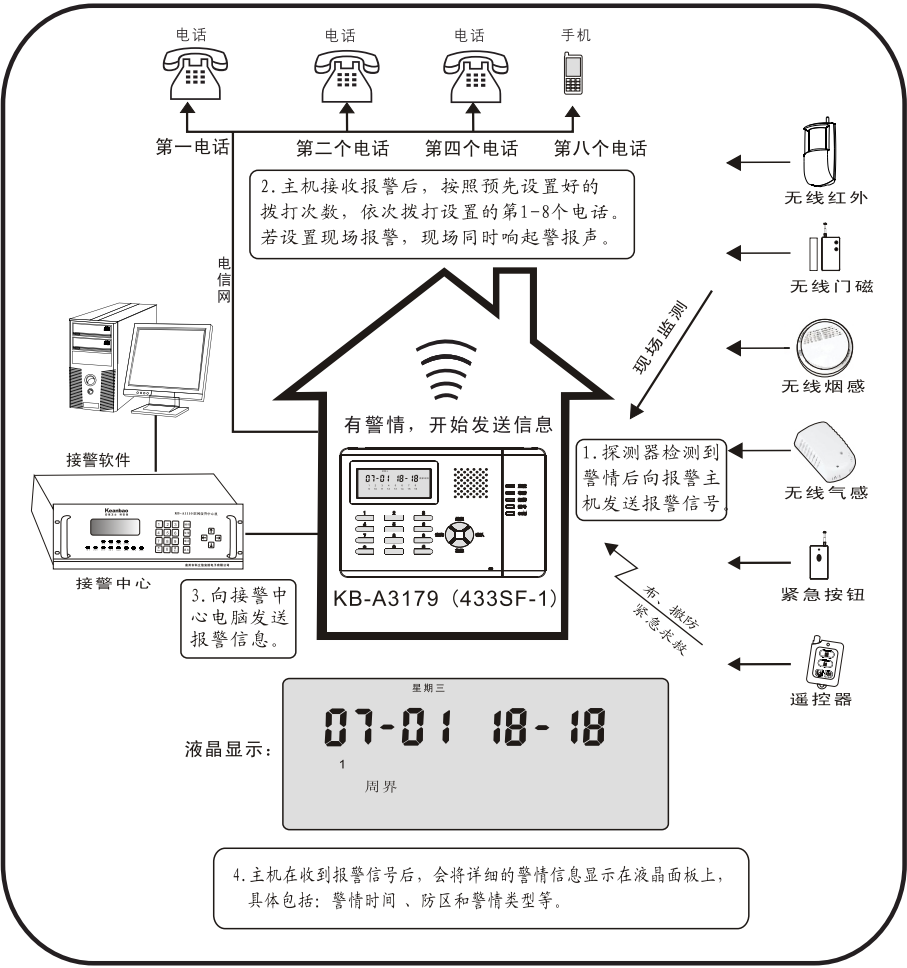 电话
电话
电话
手机
第一电话
第二个电话
第四个电话
第八个电话
2.主机接收报警后，按照预先设置好的
拨打次数，依次拨打设置的第1-8个电话。
若设置现场报警，现场同时响起警报声。
无线红外
无线门磁
电信网
现场监测
无线烟感
有警情，开始发送信息
1.探测器检测到
警情后向报警主
机发送报警信号。
无线气感
接警软件
07-01 18-18
Keanbao
接警中心
KB-A3179（433SF-1）
3.向接警中
心电脑发送
报警信息。
布、撤防
紧急求救
紧急按钮
遥控器
液晶显示：
星期三
07-01 18-18
1
周界
4.主机在收到报警信号后，会将详细的警情信息显示在液晶面板上，
具体包括：警情时间、防区和警情类型等。